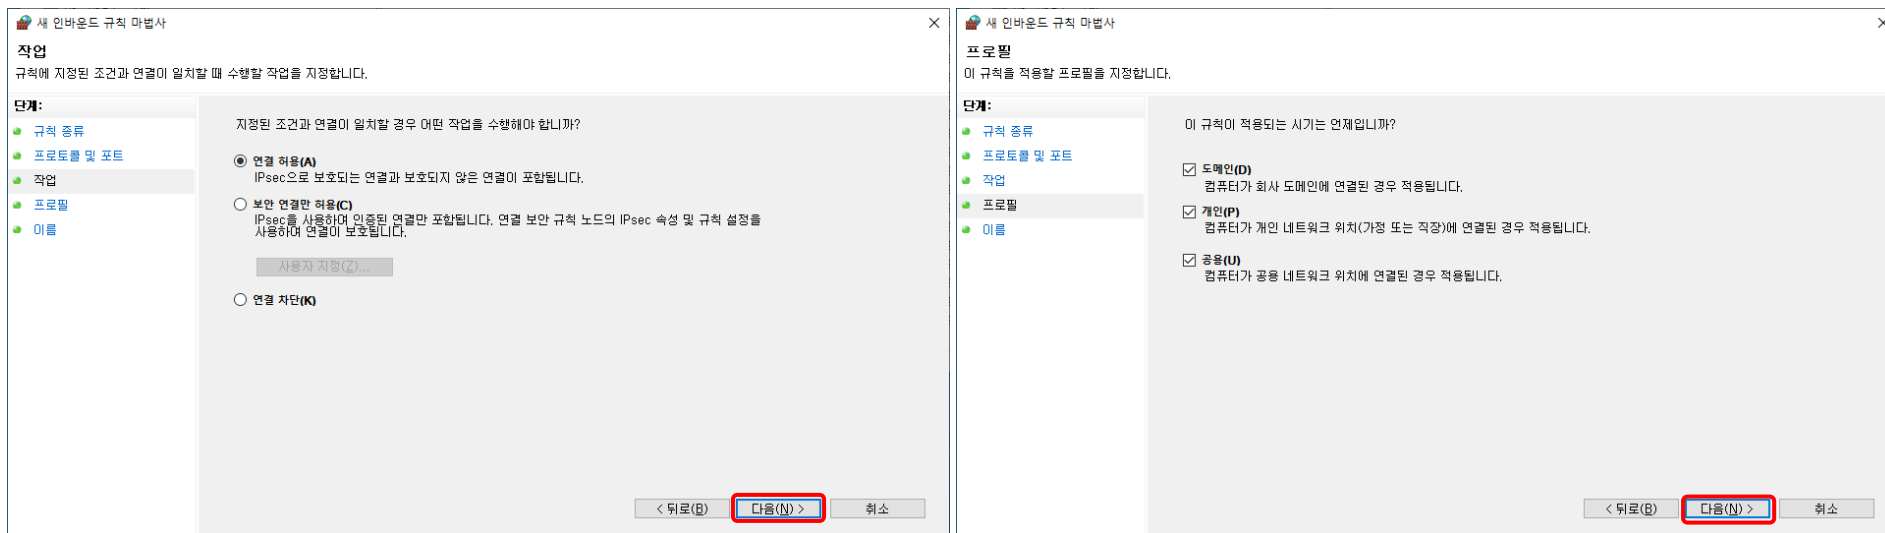 새 인바운드 규칙 마법사
작업
규칙에 지정된 조건과 연결이 일치할 때 수행할 작업을 지정합니다.
단계:
규칙 종류
프로토콜 및 포트
작업
프로필
이름
지정된 조건과 연결이 일치할 경우 어떤 작업을 수행해야 합니까?
연결 허용(A)
IPsec으로 보호되는 연결과 보호되지 않은 연결이 포함됩니다.
보안 연결만 허용(C)
IPsec을 사용하여 인증된 연결만 포함됩니다. 연결 보안 규칙 노드의 IPsec 속성 및 규칙 설정을
사용하여 연결이 보호됩니다.
사용자 지정(Z)...
연결 차단(K)
< 뒤로(B)
다음(N) >
취소
새 인바운드 규칙 마법사
프로필
이 규칙을 적용할 프로필을 지정합니다.
단계:
규칙 종류
프로토콜 및 포트
작업
프로필
이름
이 규칙이 적용되는 시기는 언제입니까?
도메인(D)
컴퓨터가 회사 도메인에 연결된 경우 적용됩니다.
개인(P)
컴퓨터가 개인 네트워크 위치(가정 또는 직장)에 연결된 경우 적용됩니다.
공용(U)
컴퓨터가 공용 네트워크 위치에 연결된 경우 적용됩니다.
< 뒤로(B)
다음(N) >
취소